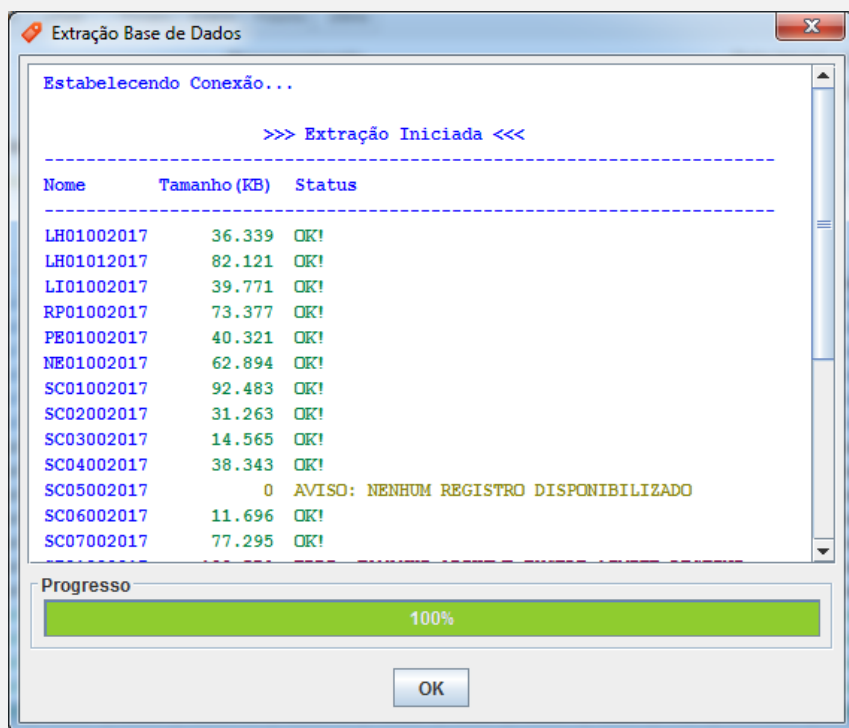 Extração Base de Dados
Estabelecendo Conexão...
>>> Extração Iniciada <<<
----------------------------------------------------------------------
Nome Tamanho(KB) Status
----------------------------------------------------------------------
LH01002017 36.339 OK!
LH01012017 82.121 OK!
LI01002017 39.771 OK!
RP01002017 73.377 OK!
PE01002017 40.321 OK!
NE01002017 62.894 OK!
SC01002017 92.483 OK!
SC02002017 31.263 OK!
SC03002017 14.565 OK!
SC04002017 38.343 OK!
SC05002017 0 AVISO: NENHUM REGISTRO DISPONIBILIZADO
SC06002017 11.696 OK!
SC07002017 77.295 OK!
Progresso
100%
OK